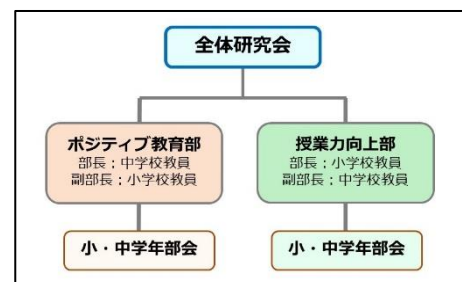 全体研究会
ポジティブ教育部
部長;中学校教員
副部長;小学校教員
授業力向上部
部長;小学校教員
副部長;中学校教員
小・中学年部会
小・中学年部会